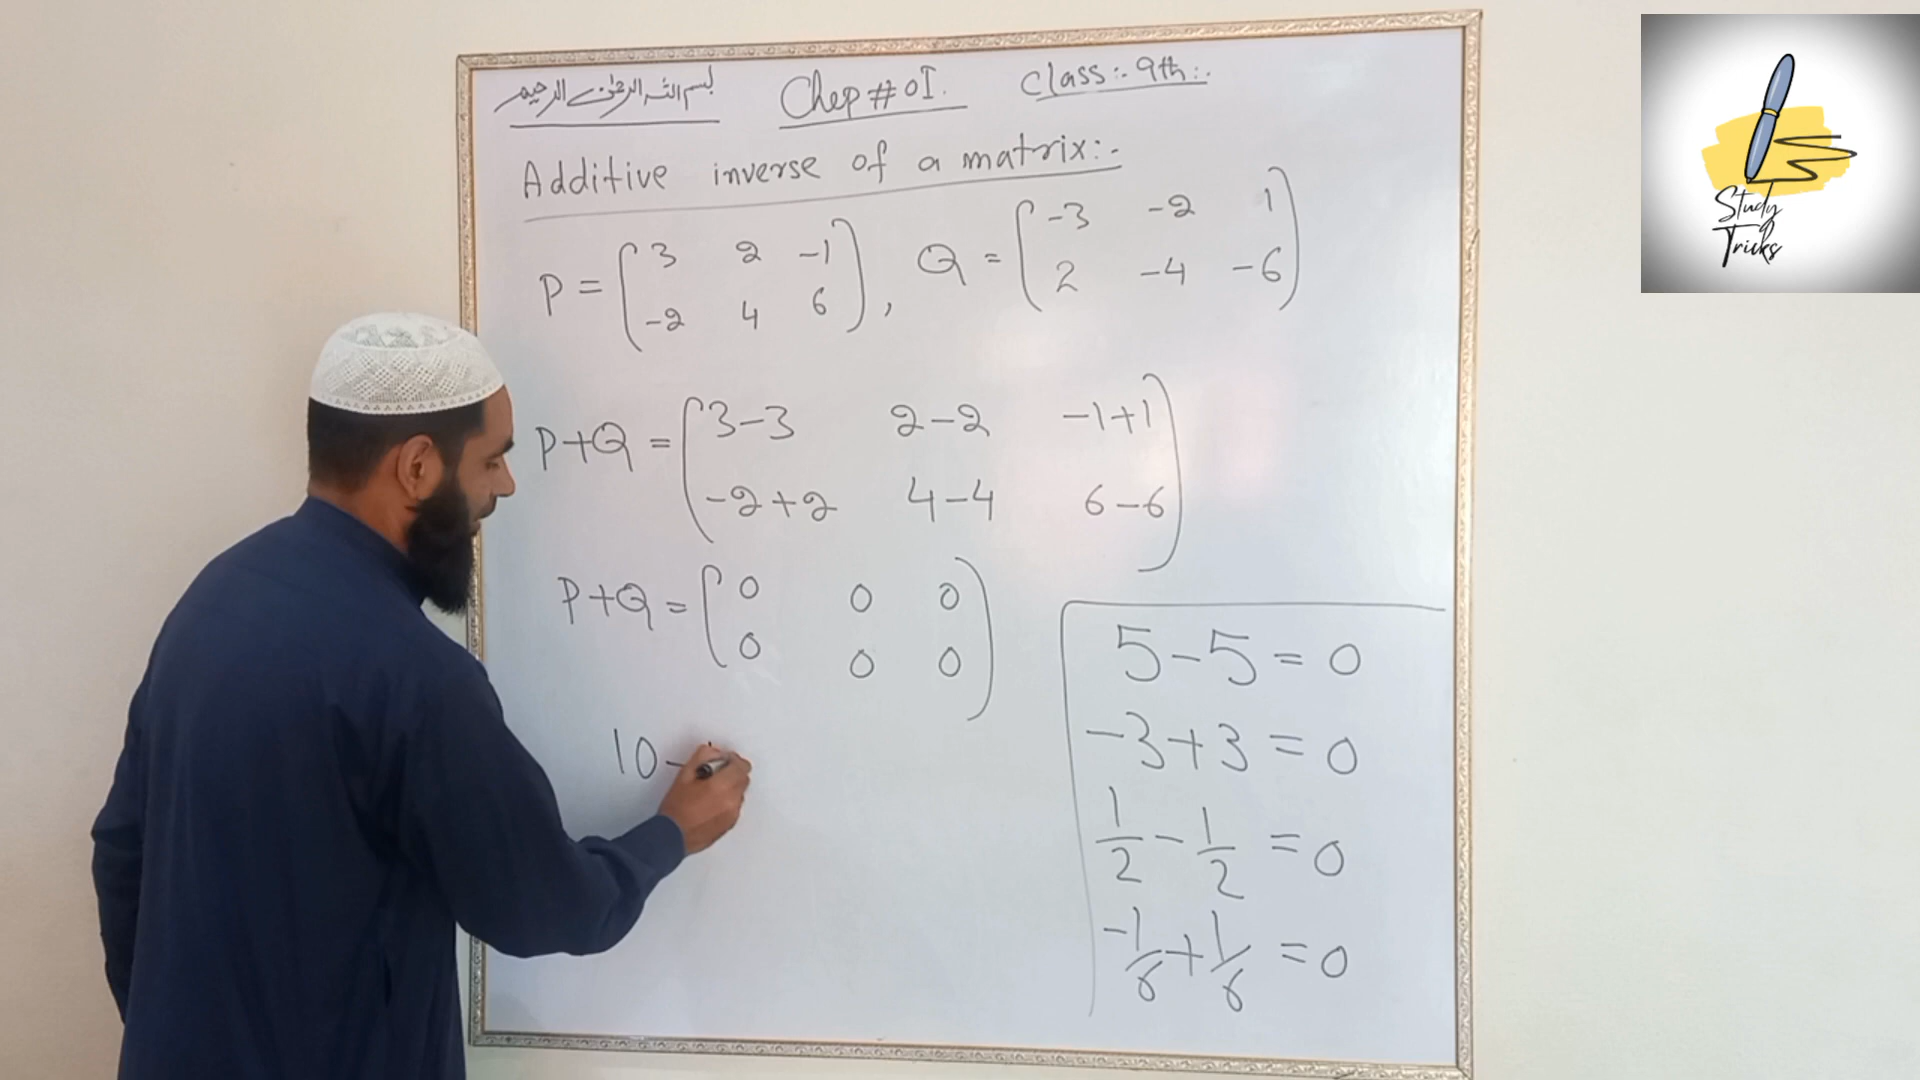 بسم اللہ الرحمٰن الرحیم Chep # 01. Class:- 9th:.
Additive inverse of a matrix:-
P = ( 3 2 -1
-2 4 6 ) ,
Q = ( -3 -2 1
2 -4 -6 )
P+Q = ( 3-3 2-2 -1+1
-2+2 4-4 6-6 )
P+Q = ( 0 0 0
0 0 0 )
10-
5-5 = 0
-3+3 = 0
1/2 - 1/2 = 0
-1/6 + 1/6 = 0
Study
Tricks